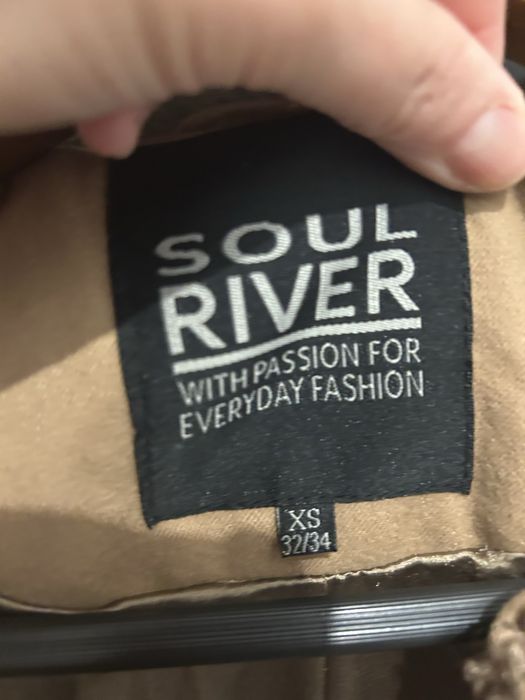 SOUL
RIVER
WITH PASSION FOR
EVERYDAY FASHION
XS
32/34